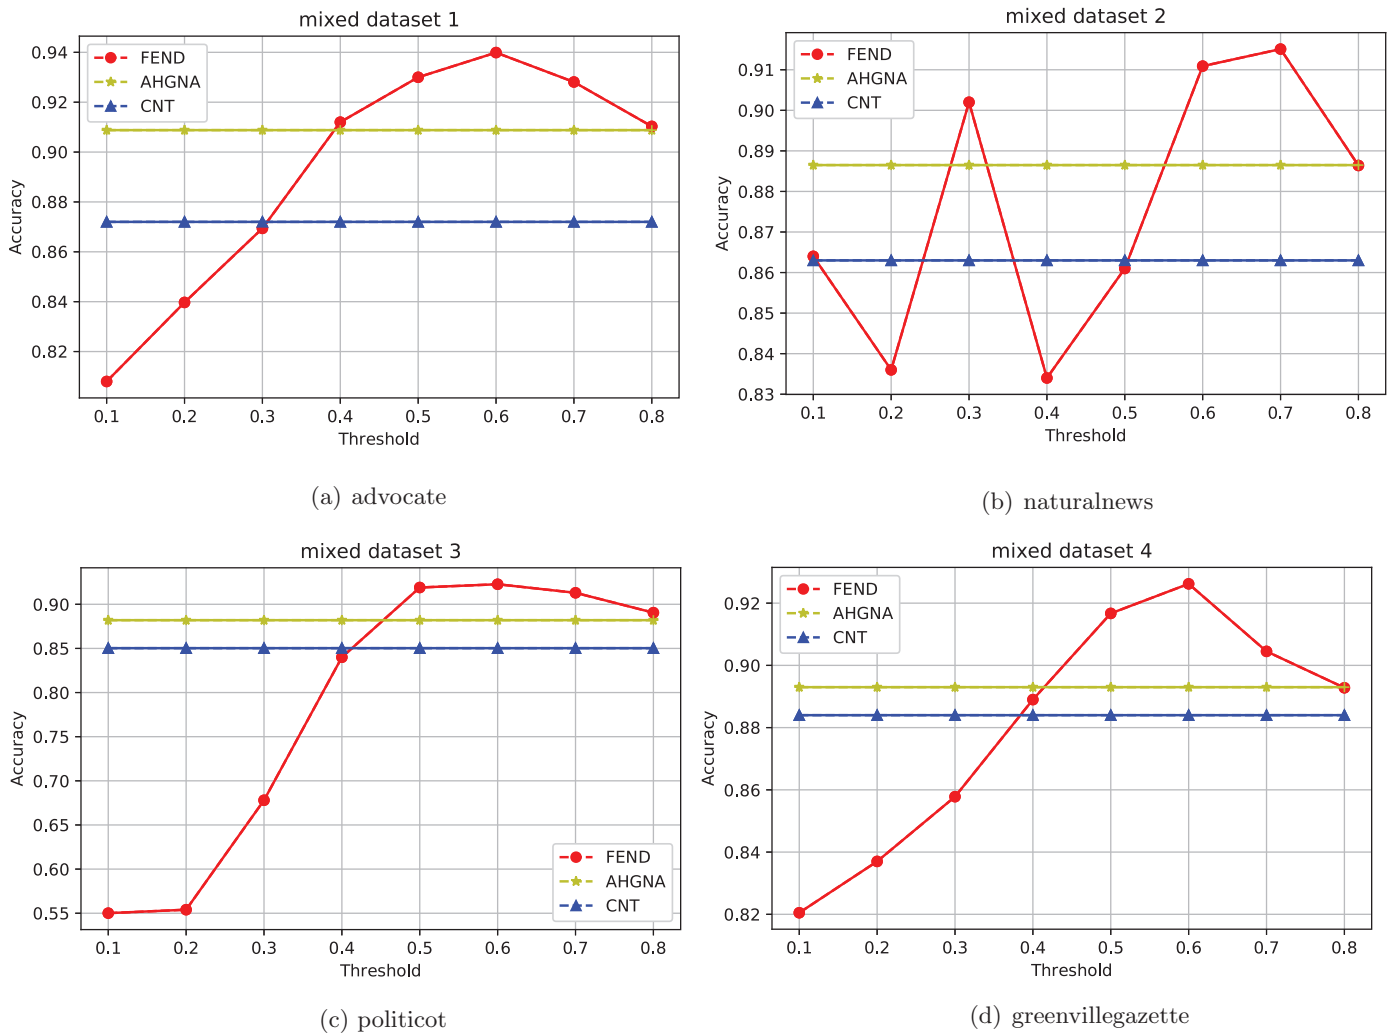 mixed dataset 1
0.94
0.92
0.90
0.88
0.86
0.84
0.82
Accuracy
FEND
AHGNA
CNT
0.1 0.2 0.3 0.4 0.5 0.6 0.7 0.8
Threshold
(a) advocate
mixed dataset 2
0.91
0.90
0.89
0.88
0.87
0.86
0.85
0.84
0.83
Accuracy
FEND
AHGNA
CNT
0.1 0.2 0.3 0.4 0.5 0.6 0.7 0.8
Threshold
(b) naturalnews
mixed dataset 3
0.90
0.85
0.80
0.75
0.70
0.65
0.60
0.55
Accuracy
FEND
AHGNA
CNT
0.1 0.2 0.3 0.4 0.5 0.6 0.7 0.8
Threshold
(c) politicot
mixed dataset 4
0.92
0.90
0.88
0.86
0.84
0.82
Accuracy
FEND
AHGNA
CNT
0.1 0.2 0.3 0.4 0.5 0.6 0.7 0.8
Threshold
(d) greenvillegazette